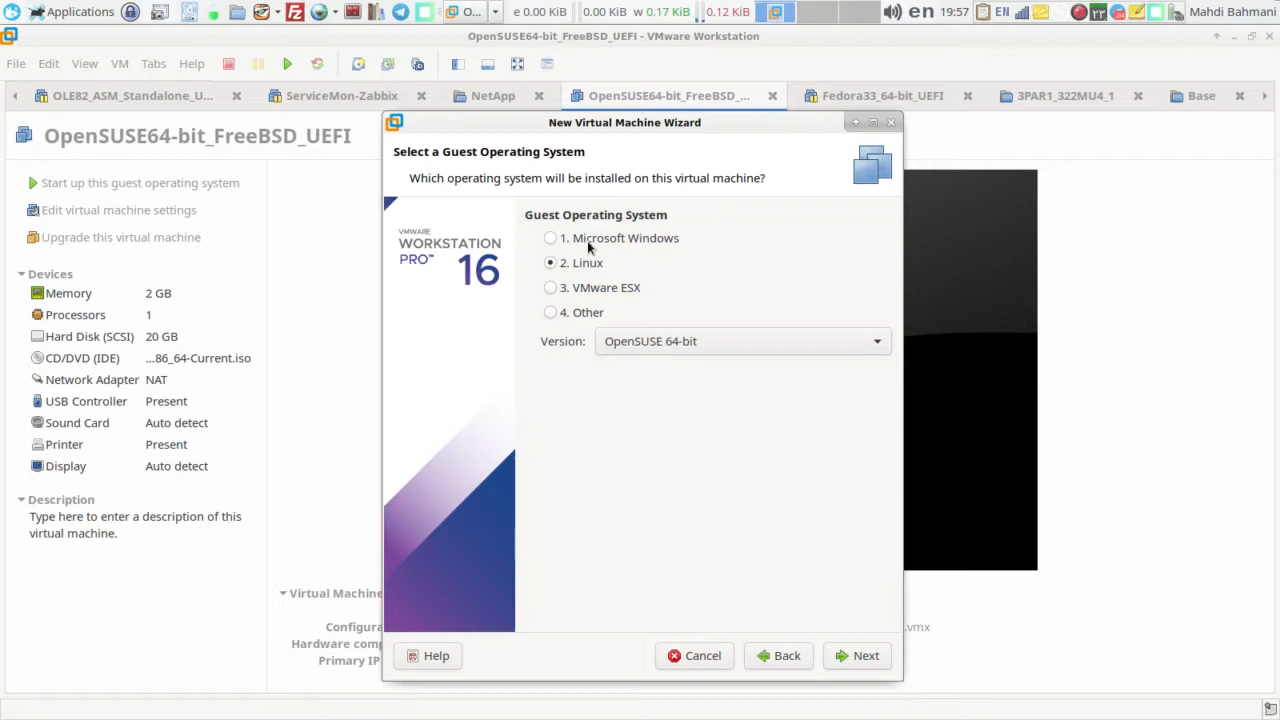 Applications
O...
e 0.00 KiB
0.00 KiB w 0.17 KiB
0.12 KiB
en 19:57
EN
Mahdi Bahmani
OpenSUSE64-bit_FreeBSD_UEFI - VMware Workstation
File Edit View VM Tabs Help
OLE82_ASM_Standalone_U...
ServiceMon-Zabbix
NetApp
OpenSUSE64-bit_FreeBSD_...
Fedora33_64-bit_UEFI
3PAR1_322MU4_1
Base
OpenSUSE64-bit_FreeBSD_UEFI
Start up this guest operating system
Edit virtual machine settings
Upgrade this virtual machine
Devices
Memory 2 GB
Processors 1
Hard Disk (SCSI) 20 GB
CD/DVD (IDE) ...86_64-Current.iso
Network Adapter NAT
USB Controller Present
Sound Card Auto detect
Printer Present
Display Auto detect
Description
Type here to enter a description of this
virtual machine.
Virtual Machine
Configura
.vmx
Hardware comp
Primary IP
New Virtual Machine Wizard
Select a Guest Operating System
Which operating system will be installed on this virtual machine?
VMWARE
WORKSTATION
PRO™ 16
Guest Operating System
1. Microsoft Windows
2. Linux
3. VMware ESX
4. Other
Version: OpenSUSE 64-bit
Help
Cancel
Back
Next